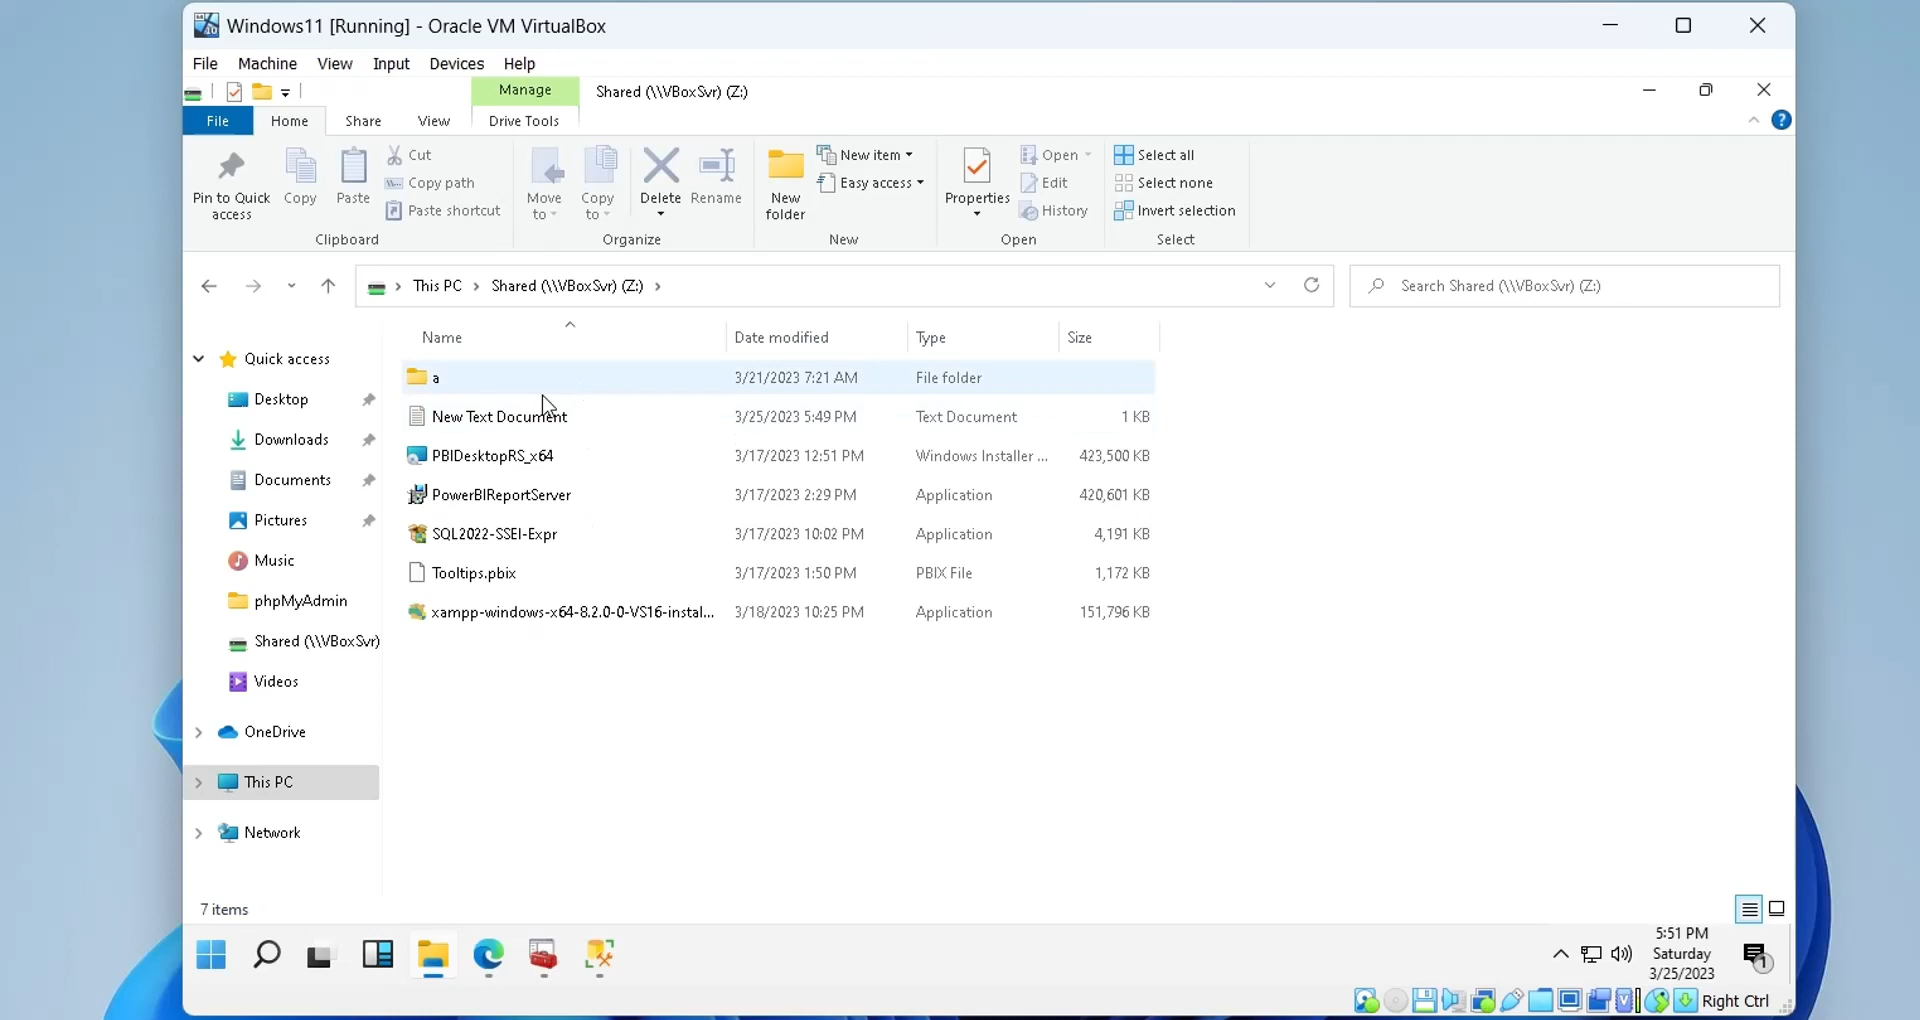 Windows11 [Running] - Oracle VM VirtualBox
File Machine View Input Devices Help
Manage Shared (\\VBoxSvr) (Z:)
File Home Share View Drive Tools
Pin to Quick access
Copy
Paste
Cut
Copy path
Paste shortcut
Clipboard
Move to
Copy to
Delete
Rename
Organize
New folder
New item
Easy access
New
Properties
Open
Edit
History
Open
Select all
Select none
Invert selection
Select
This PC > Shared (\\VBoxSvr) (Z:) >
Search Shared (\\VBoxSvr) (Z:)
Quick access
Desktop
Downloads
Documents
Pictures
Music
phpMyAdmin
Shared (\\VBoxSvr)
Videos
OneDrive
This PC
Network
Name Date modified Type Size
a 3/21/2023 7:21 AM File folder
New Text Document 3/25/2023 5:49 PM Text Document 1 KB
PBIDesktopRS_x64 3/17/2023 12:51 PM Windows Installer ... 423,500 KB
PowerBIReportServer 3/17/2023 2:29 PM Application 420,601 KB
SQL2022-SSEI-Expr 3/17/2023 10:02 PM Application 4,191 KB
Tooltips.pbix 3/17/2023 1:50 PM PBIX File 1,172 KB
xampp-windows-x64-8.2.0-0-VS16-instal... 3/18/2023 10:25 PM Application 151,796 KB
7 items
5:51 PM
Saturday
3/25/2023
1
Right Ctrl